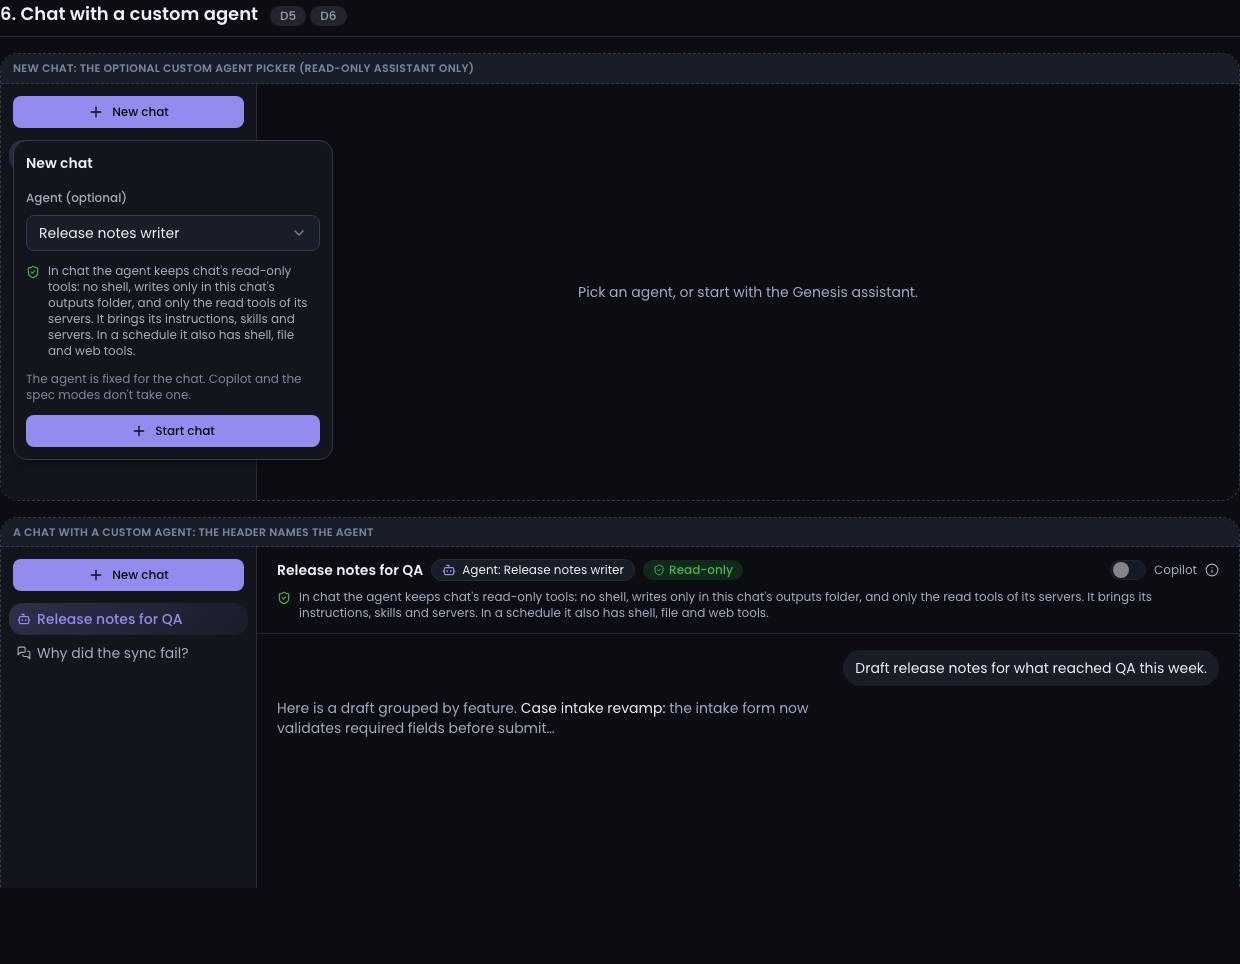 6. Chat with a custom agent D5 D6
NEW CHAT: THE OPTIONAL CUSTOM AGENT PICKER (READ-ONLY ASSISTANT ONLY)
New chat
New chat
Agent (optional)
Release notes writer
In chat the agent keeps chat's read-only
tools: no shell, writes only in this chat's
outputs folder, and only the read tools of its
servers. It brings its instructions, skills and
servers. In a schedule it also has shell, file
and web tools.
The agent is fixed for the chat. Copilot and the
spec modes don't take one.
Start chat
Pick an agent, or start with the Genesis assistant.
A CHAT WITH A CUSTOM AGENT: THE HEADER NAMES THE AGENT
New chat
Release notes for QA
Why did the sync fail?
Release notes for QA Agent: Release notes writer Read-only Copilot
In chat the agent keeps chat's read-only tools: no shell, writes only in this chat's outputs folder, and only the read tools of its servers. It brings its
instructions, skills and servers. In a schedule it also has shell, file and web tools.
Draft release notes for what reached QA this week.
Here is a draft grouped by feature. Case intake revamp: the intake form now
validates required fields before submit…